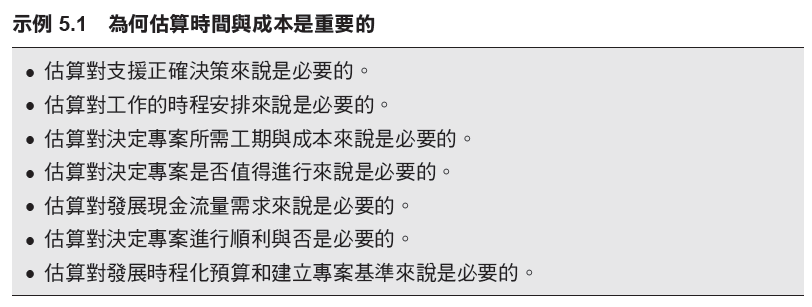 示例 5.1 為何估算時間與成本是重要的
● 估算對支援正確決策來說是必要的。
● 估算對工作的時程安排來說是必要的。
● 估算對決定專案所需工期與成本來說是必要的。
● 估算對決定專案是否值得進行來說是必要的。
● 估算對發展現金流量需求來說是必要的。
● 估算對決定專案進行順利與否是必要的。
● 估算對發展時程化預算和建立專案基準來說是必要的。